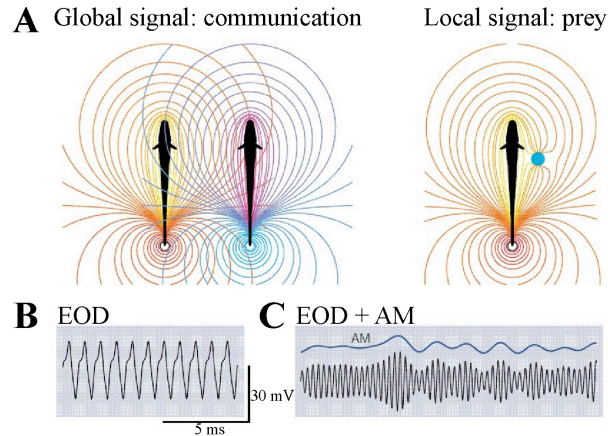 A Global signal: communication Local signal: prey
B EOD
C EOD + AM
AM
30 mV
5 ms